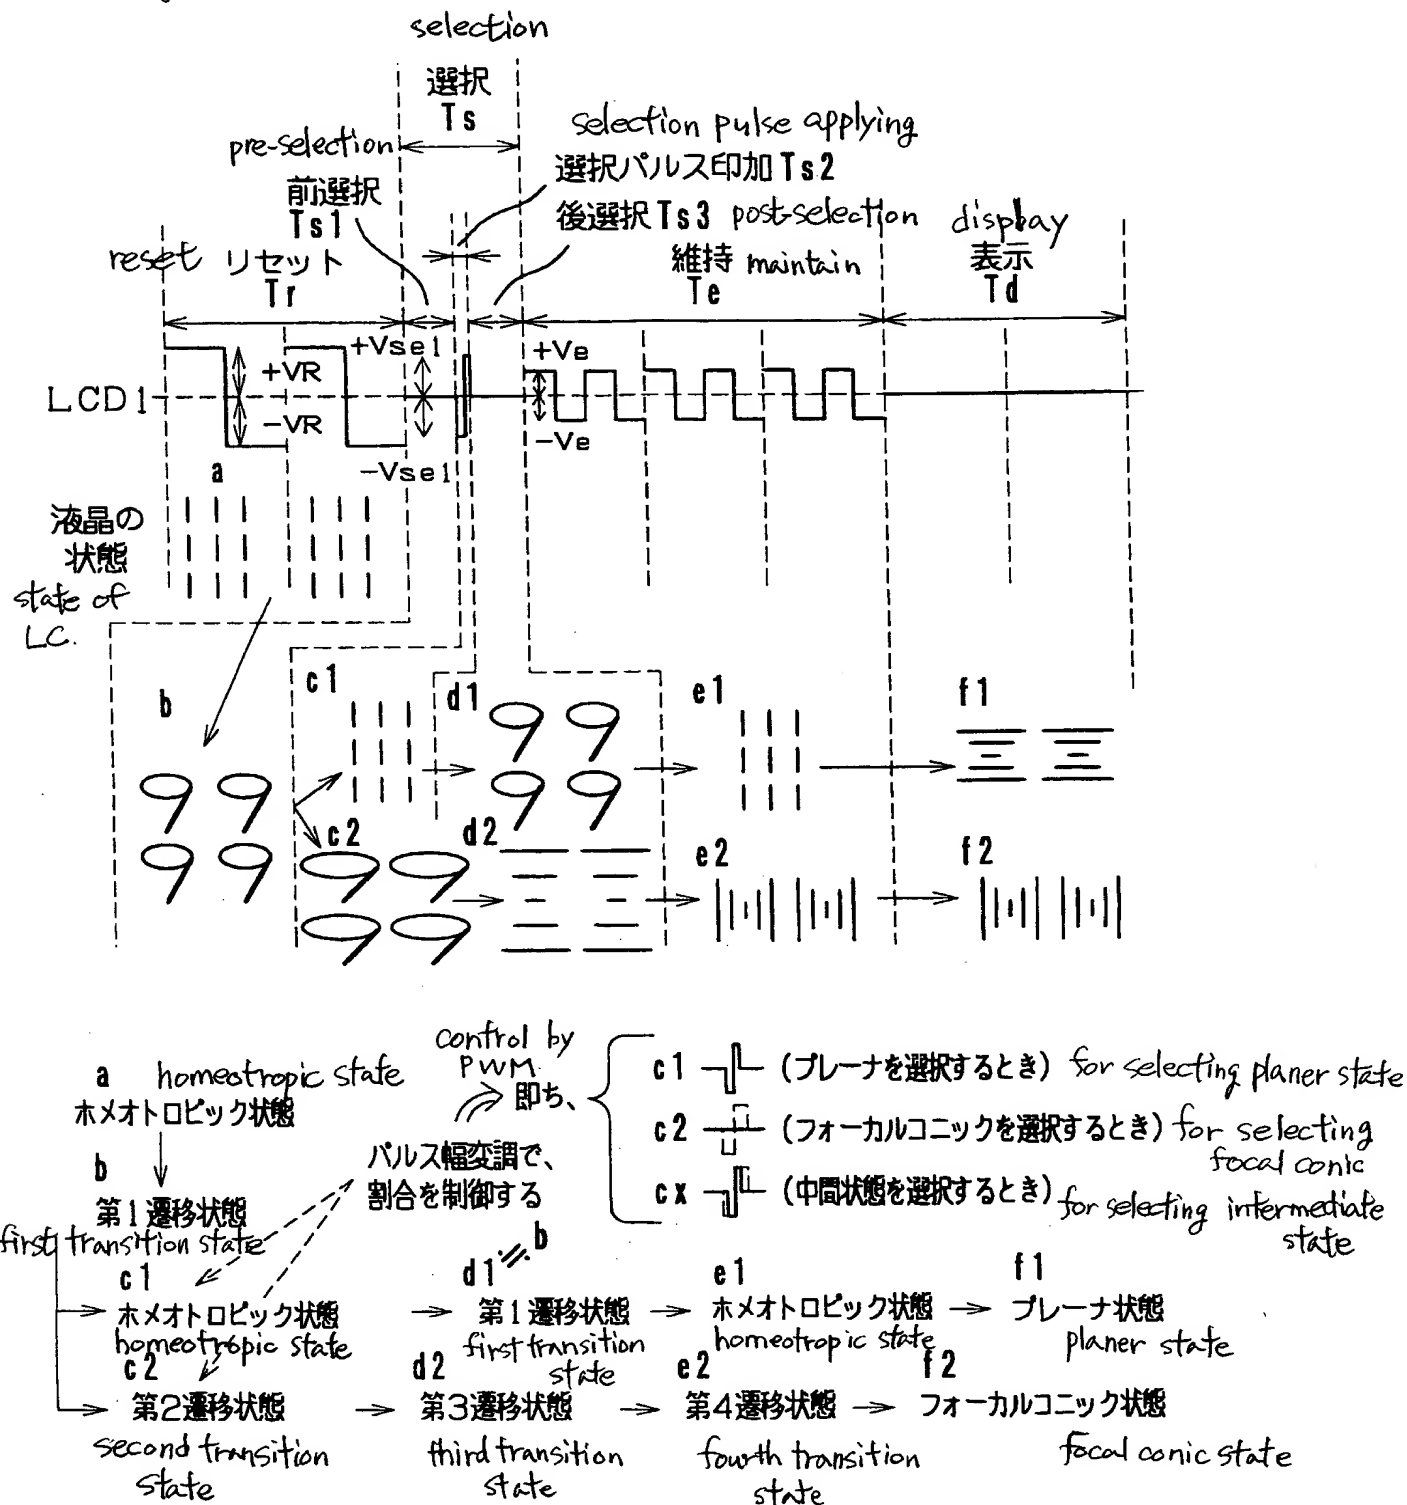 selection
選択
Ts
pre-selection
前選択
Ts1
selection pulse applying
選択パルス印加Ts2
後選択Ts3 post-selection
reset リセット
Tr
維持 maintain
Te
display
表示
Td
+Vsel
+Ve
+VR
LCD1
-VR
-Ve
-Vsel
a
液晶の
状態
state of
LC.
b
c1
d1
e1
f1
c2
d2
e2
f2
a homeotropic state
ホメオトロピック状態
b
第1遷移状態
first transition state
control by
PWM
即ち、
パルス幅変調で、
割合を制御する
c1 (プレーナを選択するとき) for selecting planer state
c2 (フォーカルコニックを選択するとき) for selecting
focal conic
cx (中間状態を選択するとき) for selecting intermediate
state
c1
ホメオトロピック状態
homeotropic state
d1 b
第1遷移状態
first transition
state
e1
ホメオトロピック状態
homeotropic state
f1
プレーナ状態
planer state
c2
第2遷移状態
second transition
state
d2
第3遷移状態
third transition
state
e2
第4遷移状態
fourth transition
state
f2
フォーカルコニック状態
focal conic state